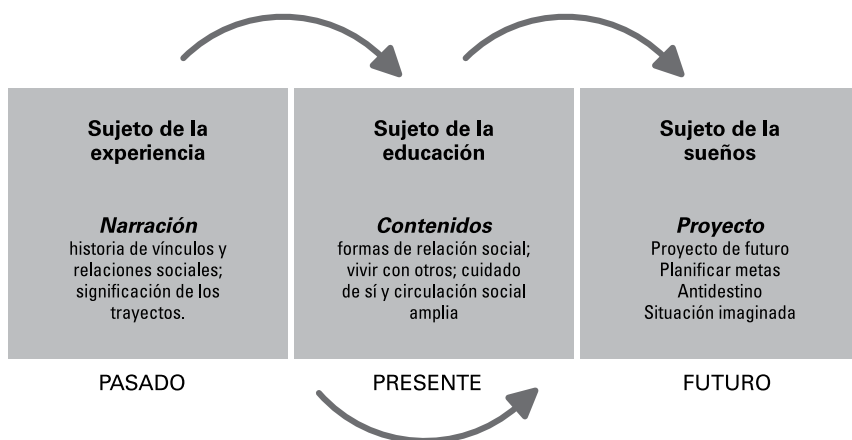 Sujeto de la
experiencia
Narración
historia de vínculos y
relaciones sociales;
significación de los
trayectos.
PASADO
Sujeto de la
educación
Contenidos
formas de relación social;
vivir con otros; cuidado
de sí y circulación social
amplia
PRESENTE
Sujeto de la
sueños
Proyecto
Proyecto de futuro
Planificar metas
Antidestino
Situación imaginada
FUTURO